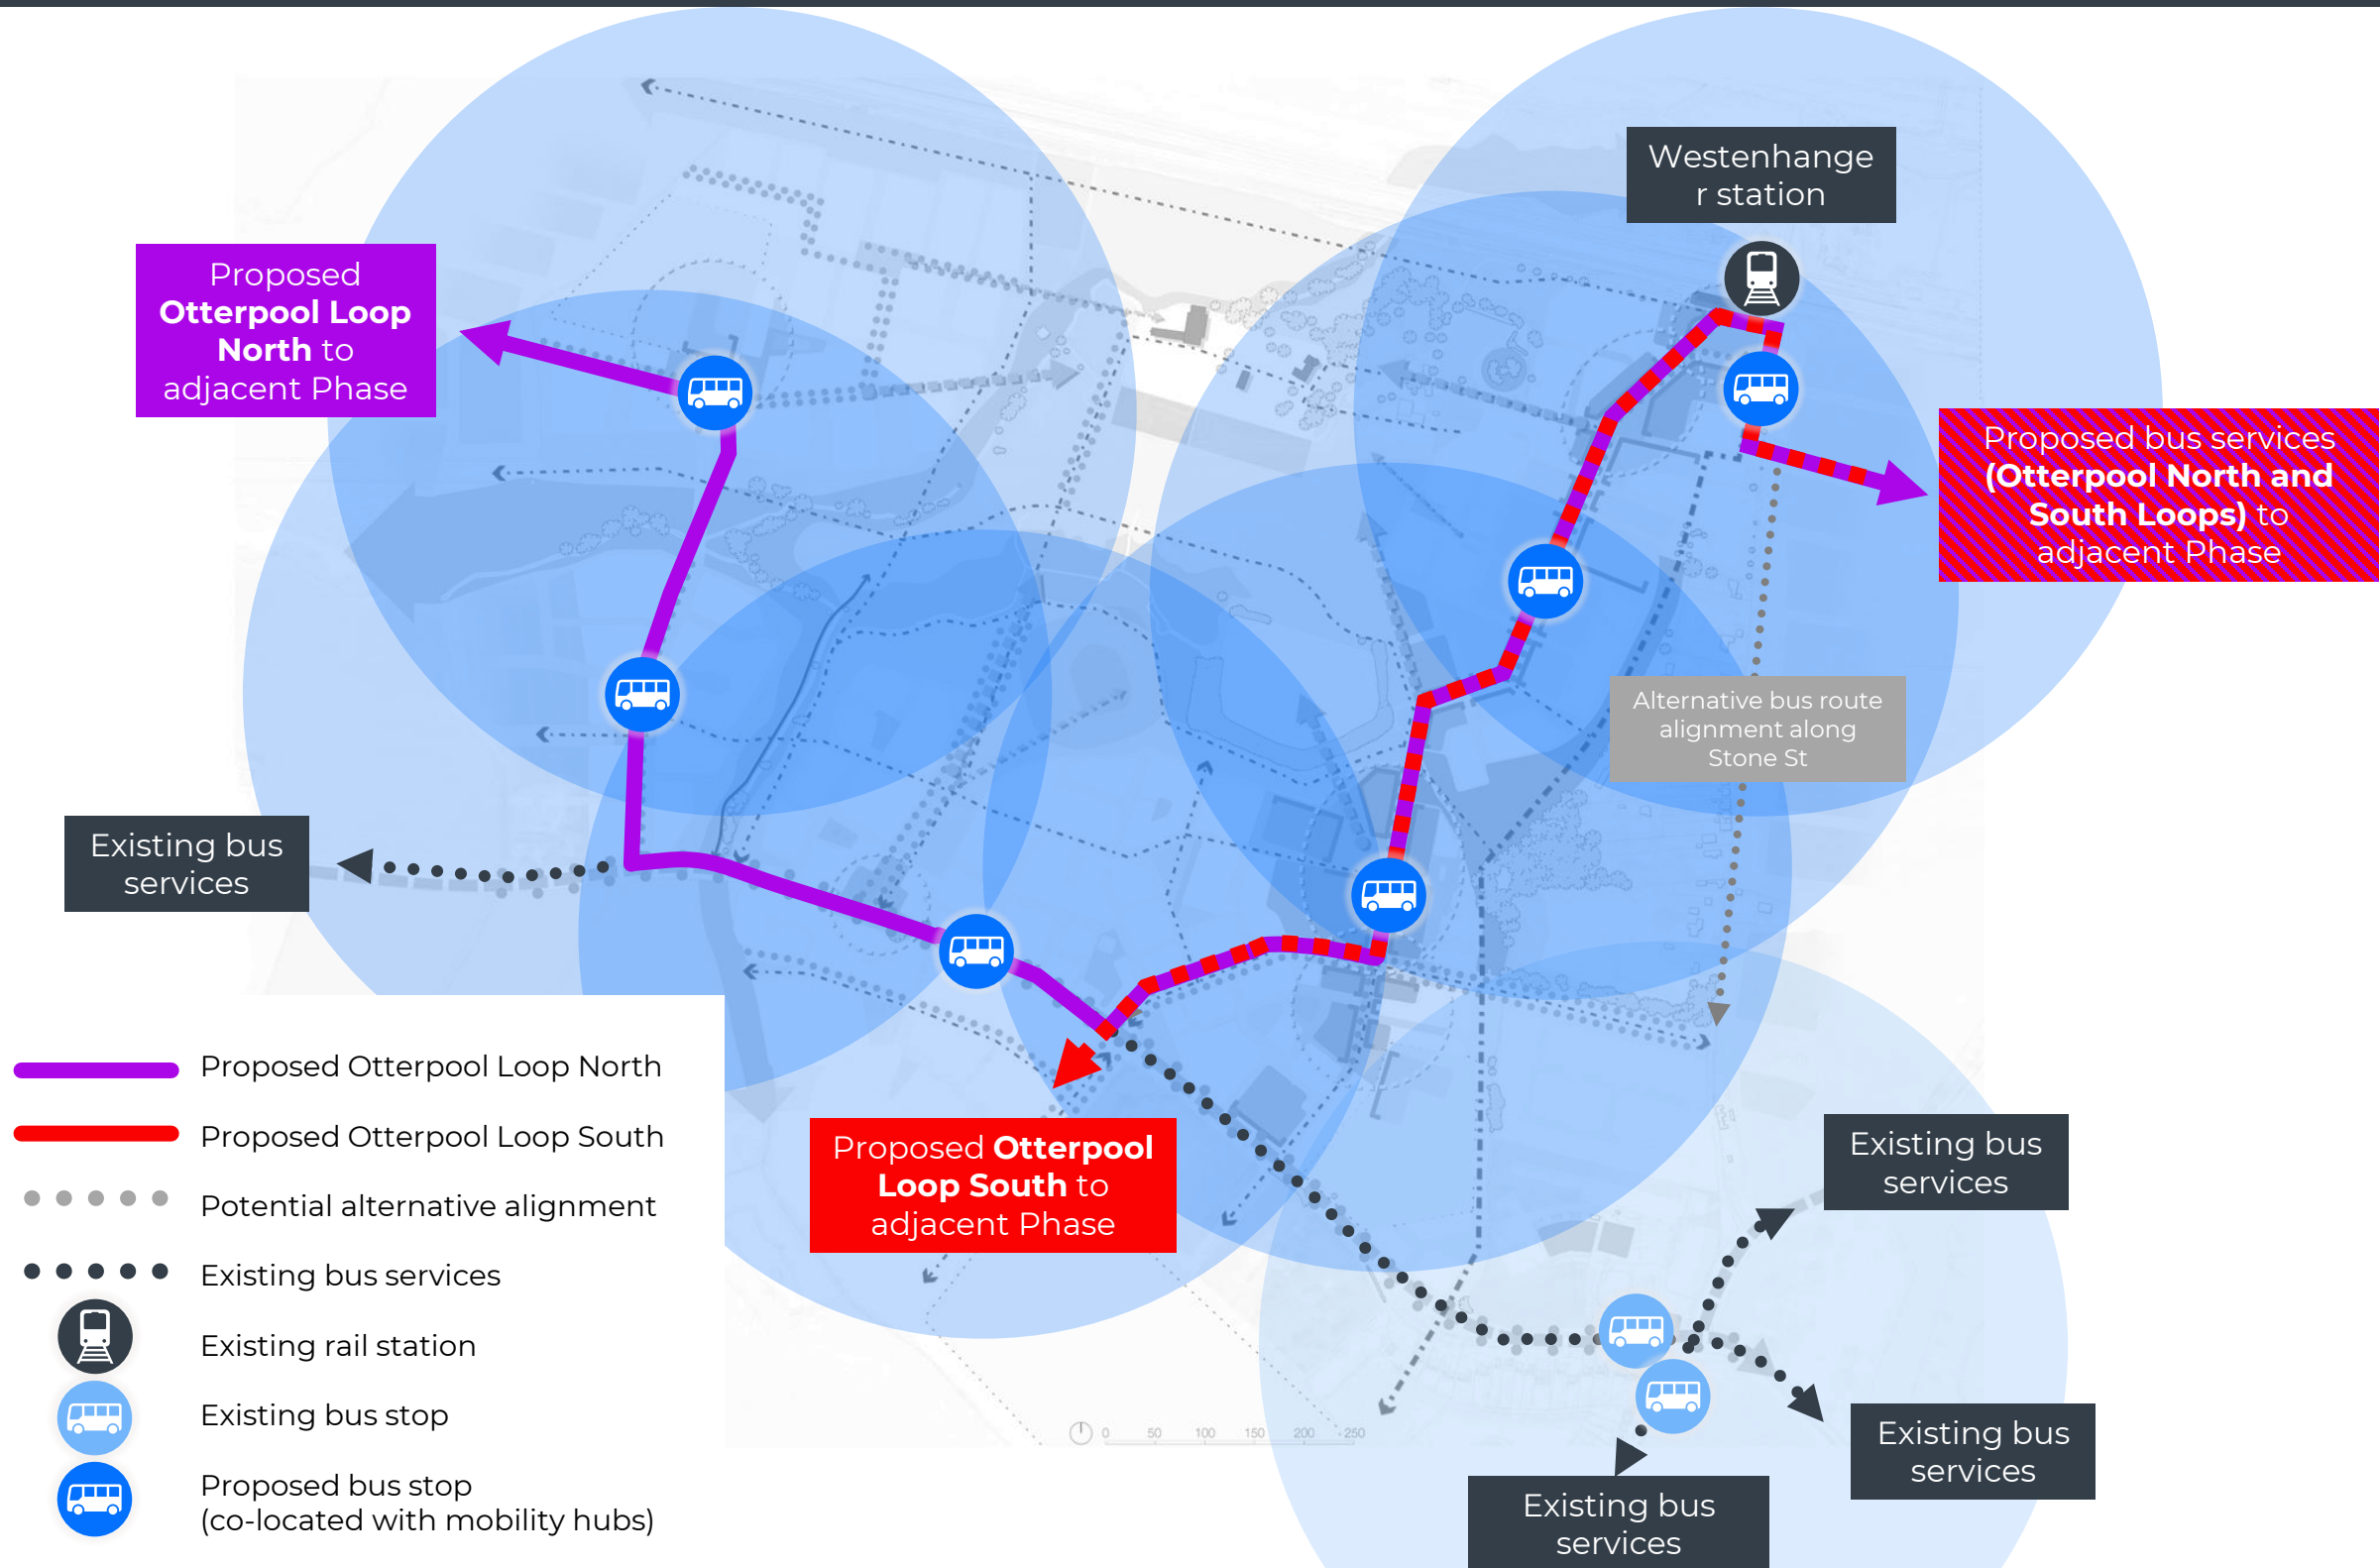 Westenhange
r station
Proposed
Otterpool Loop
North to
adjacent Phase
Proposed bus services
(Otterpool North and
South Loops) to
adjacent Phase
Alternative bus route
alignment along
Stone St
Existing bus
services
Proposed Otterpool
Loop South to
adjacent Phase
Existing bus
services
Existing bus
services
Existing bus
services
0 50 100 150 200 250
Proposed Otterpool Loop North
Proposed Otterpool Loop South
Potential alternative alignment
Existing bus services
Existing rail station
Existing bus stop
Proposed bus stop
(co-located with mobility hubs)